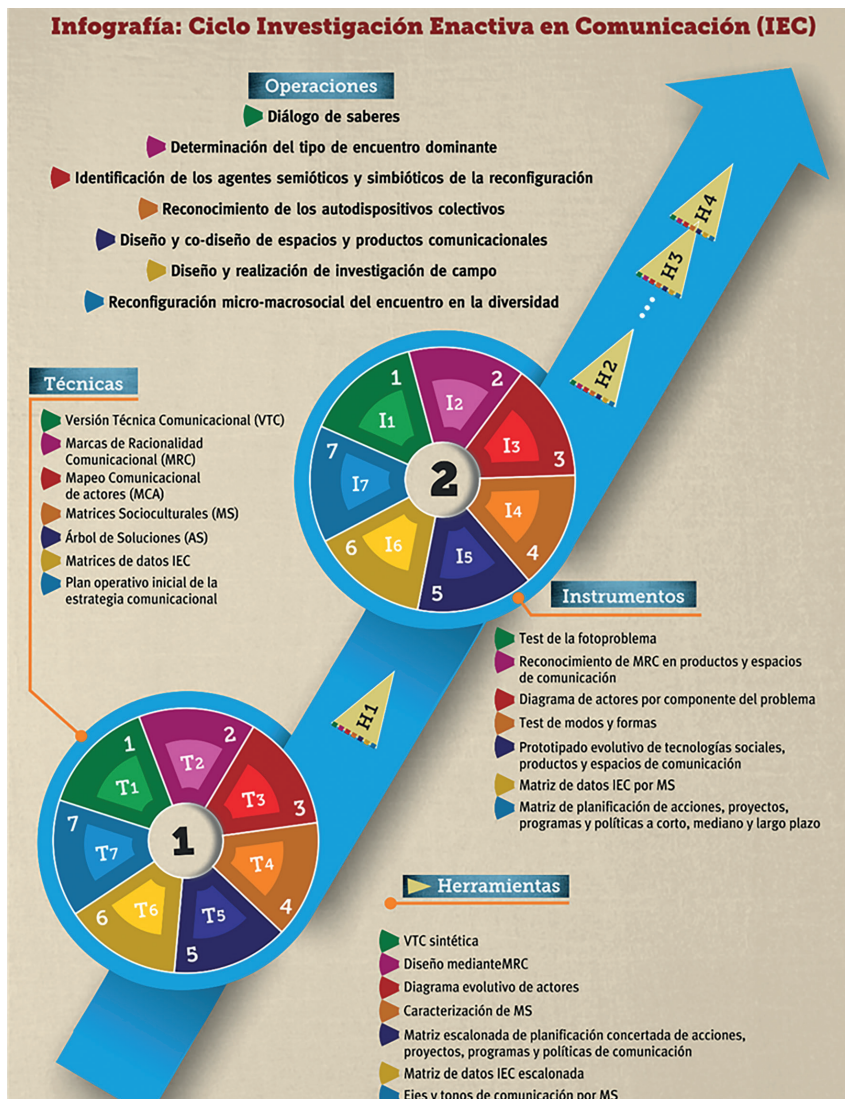 Infografía: Ciclo Investigación Enactiva en Comunicación (IEC)
Operaciones
Diálogo de saberes
Determinación del tipo de encuentro dominante
Identificación de los agentes semióticos y simbióticos de la reconfiguración
Reconocimiento de los autodispositivos colectivos
Diseño y co-diseño de espacios y productos comunicacionales
Diseño y realización de investigación de campo
Reconfiguración micro-macrosocial del encuentro en la diversidad
H4
H3
H2
Técnicas
Versión Técnica Comunicacional (VTC)
Marcas de Racionalidad
Comunicacional (MRC)
Mapeo Comunicacional
de actores (MCA)
Matrices Socioculturales (MS)
Árbol de Soluciones (AS)
Matrices de datos IEC
Plan operativo inicial de la
estrategia comunicacional
1
I1
2
I2
3
I3
4
I4
5
I5
6
I6
7
I7
2
Instrumentos
Test de la fotoproblema
Reconocimiento de MRC en productos y espacios
de comunicación
Diagrama de actores por componente del problema
Test de modos y formas
Prototipado evolutivo de tecnologías sociales,
productos y espacios de comunicación
Matriz de datos IEC por MS
Matriz de planificación de acciones, proyectos,
programas y políticas a corto, mediano y largo plazo
H1
1
T1
2
T2
3
T3
4
T4
5
T5
6
T6
7
T7
1
Herramientas
VTC sintética
Diseño medianteMRC
Diagrama evolutivo de actores
Caracterización de MS
Matriz escalonada de planificación concertada de acciones,
proyectos, programas y políticas de comunicación
Matriz de datos IEC escalonada
Ejes y tonos de comunicación por MS